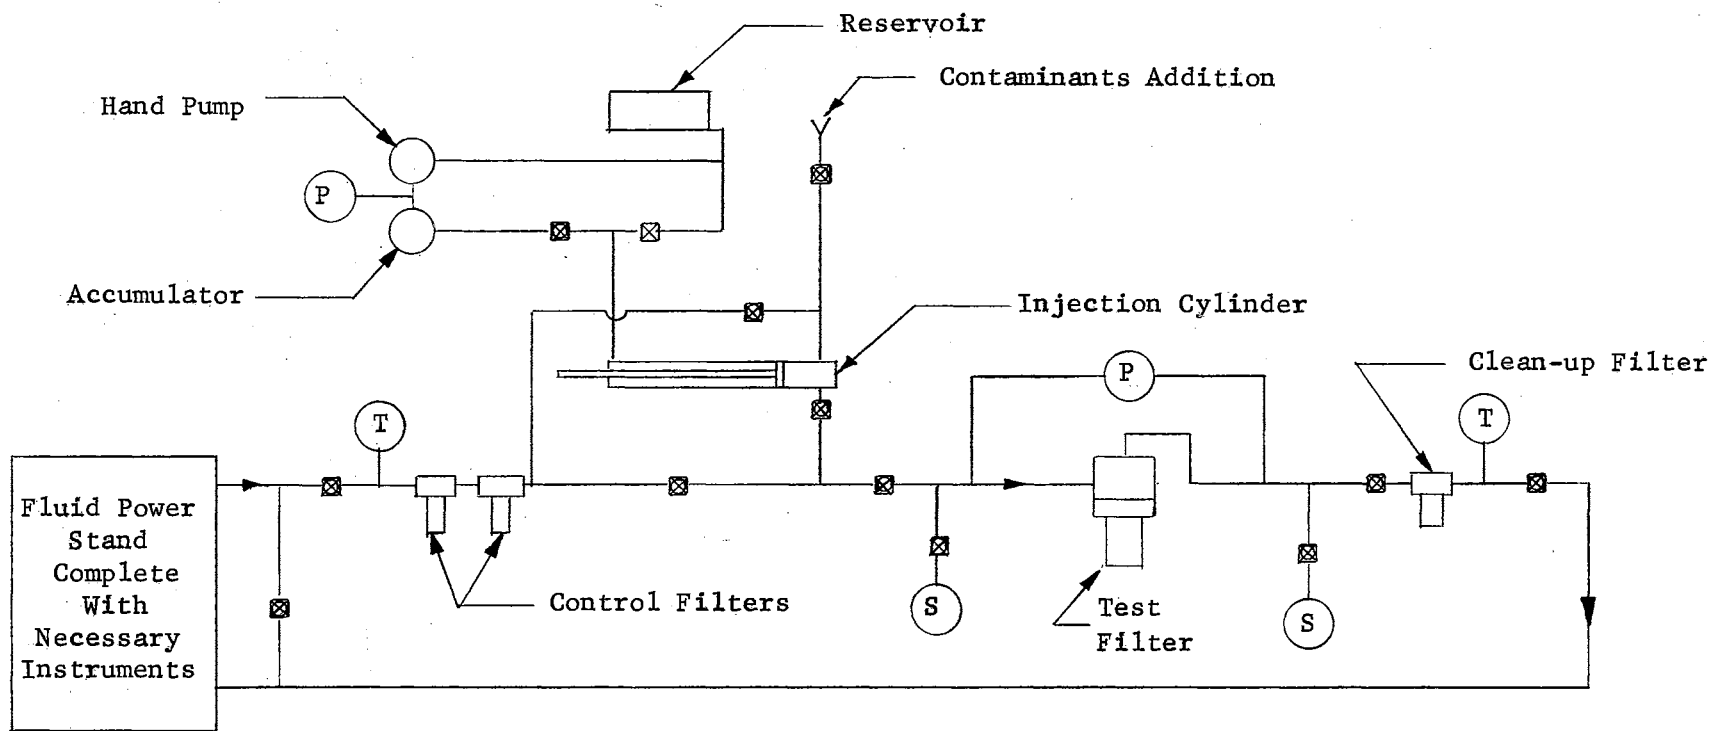 Reservoir
Contaminants Addition
Hand Pump
P
Accumulator
Injection Cylinder
Clean-up Filter
P
T
T
Fluid Power
Stand
Complete
With
Necessary
Instruments
Control Filters
S
Test
Filter
S